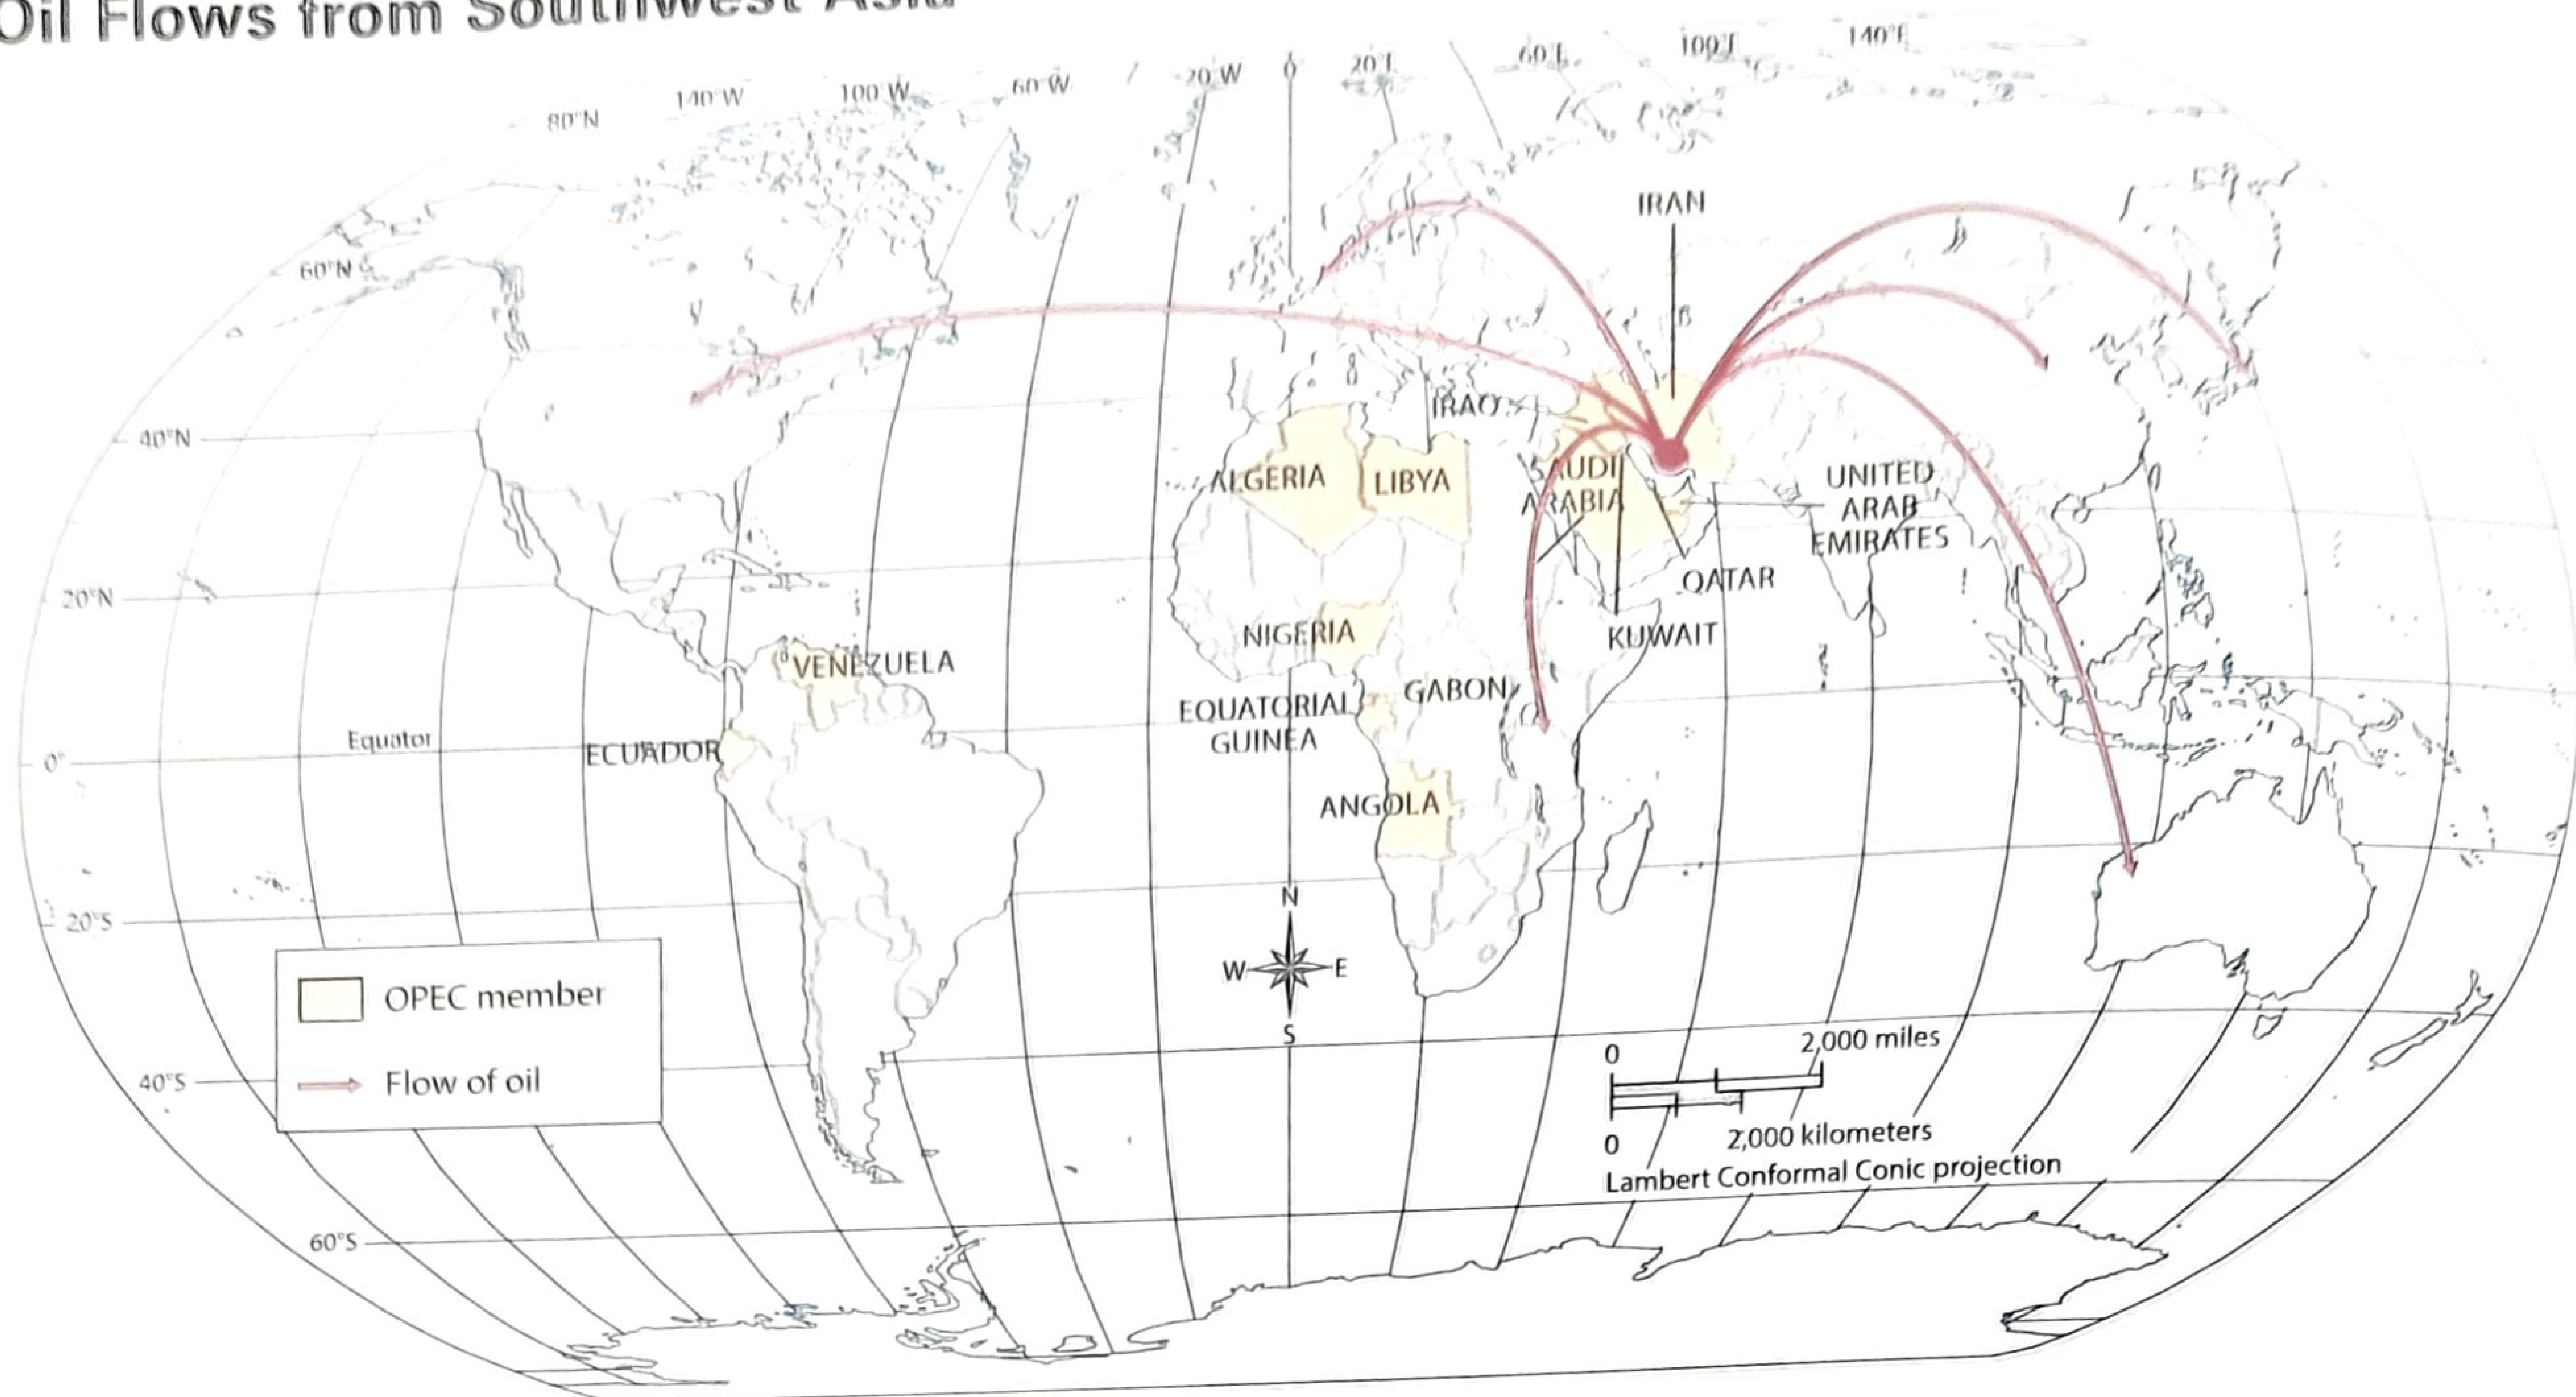 Oil Flows from Southwest Asia
140°W
100°W
60°W
20°W
0°
20°E
60°E
100°E
140°E
80°N
60°N
40°N
20°N
0°
20°S
40°S
60°S
Equator
IRAN
IRAQ
ALGERIA
LIBYA
SAUDI
ARABIA
UNITED
ARAB
EMIRATES
QATAR
KUWAIT
NIGERIA
VENEZUELA
GABON
EQUATORIAL
GUINEA
ECUADOR
ANGOLA
N
W
E
S
OPEC member
Flow of oil
0
2,000 miles
0
2,000 kilometers
Lambert Conformal Conic projection